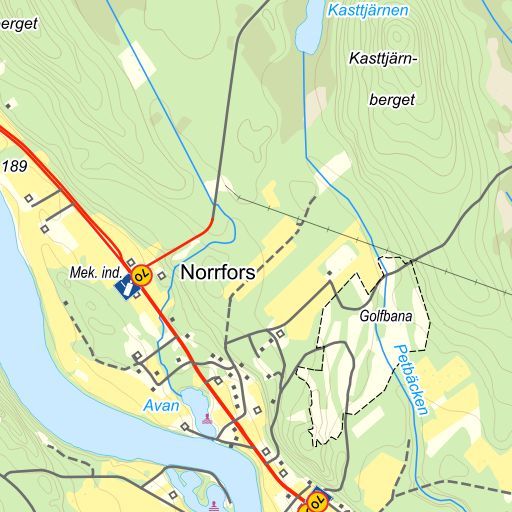 Kasttjärnen
berget
Kasttjärn-
berget
189
Mek. ind.
70
Norrfors
Golfbana
Petbäcken
Avan
70